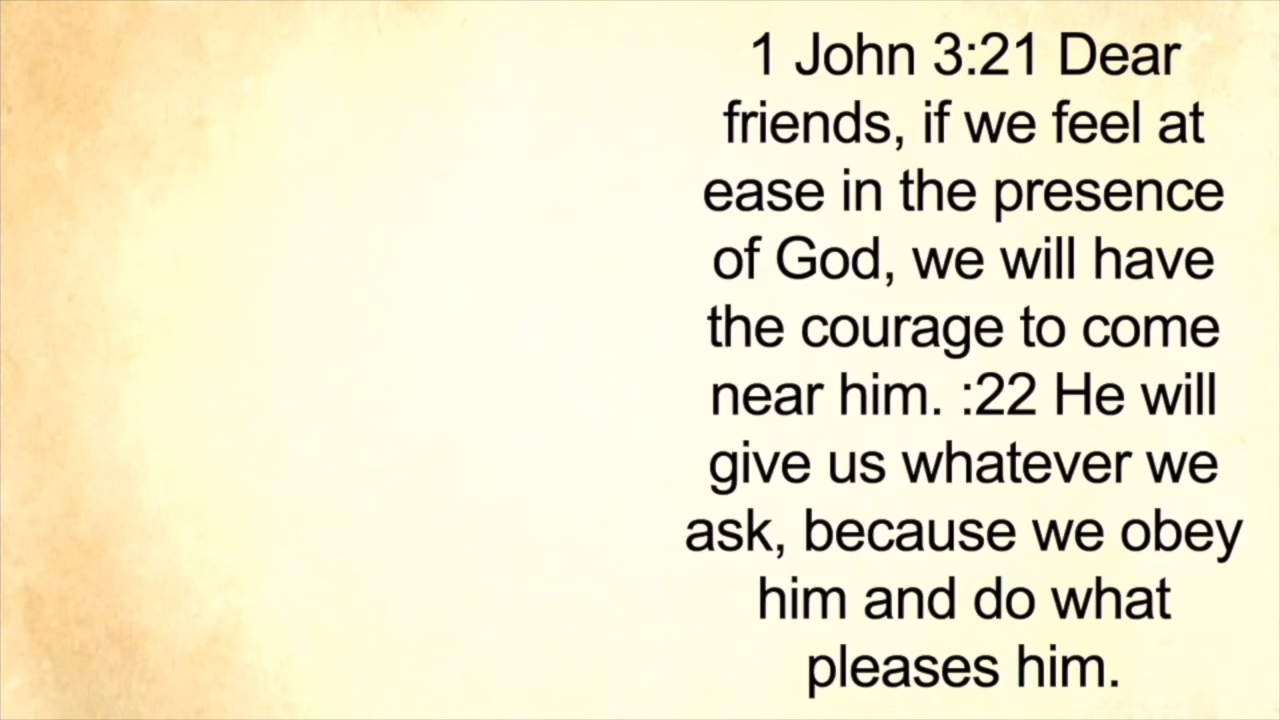 1 John 3:21 Dear
friends, if we feel at
ease in the presence
of God, we will have
the courage to come
near him. :22 He will
give us whatever we
ask, because we obey
him and do what
pleases him.